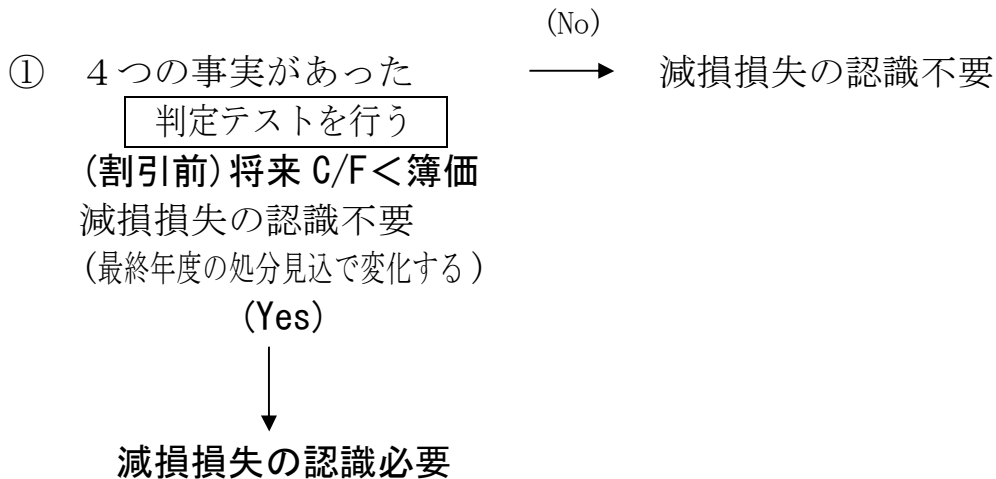 (No)
① ４つの事実があった 減損損失の認識不要
判定テストを行う
(割引前)将来 C/F＜簿価
減損損失の認識不要
(最終年度の処分見込で変化する)
(Yes)
減損損失の認識必要